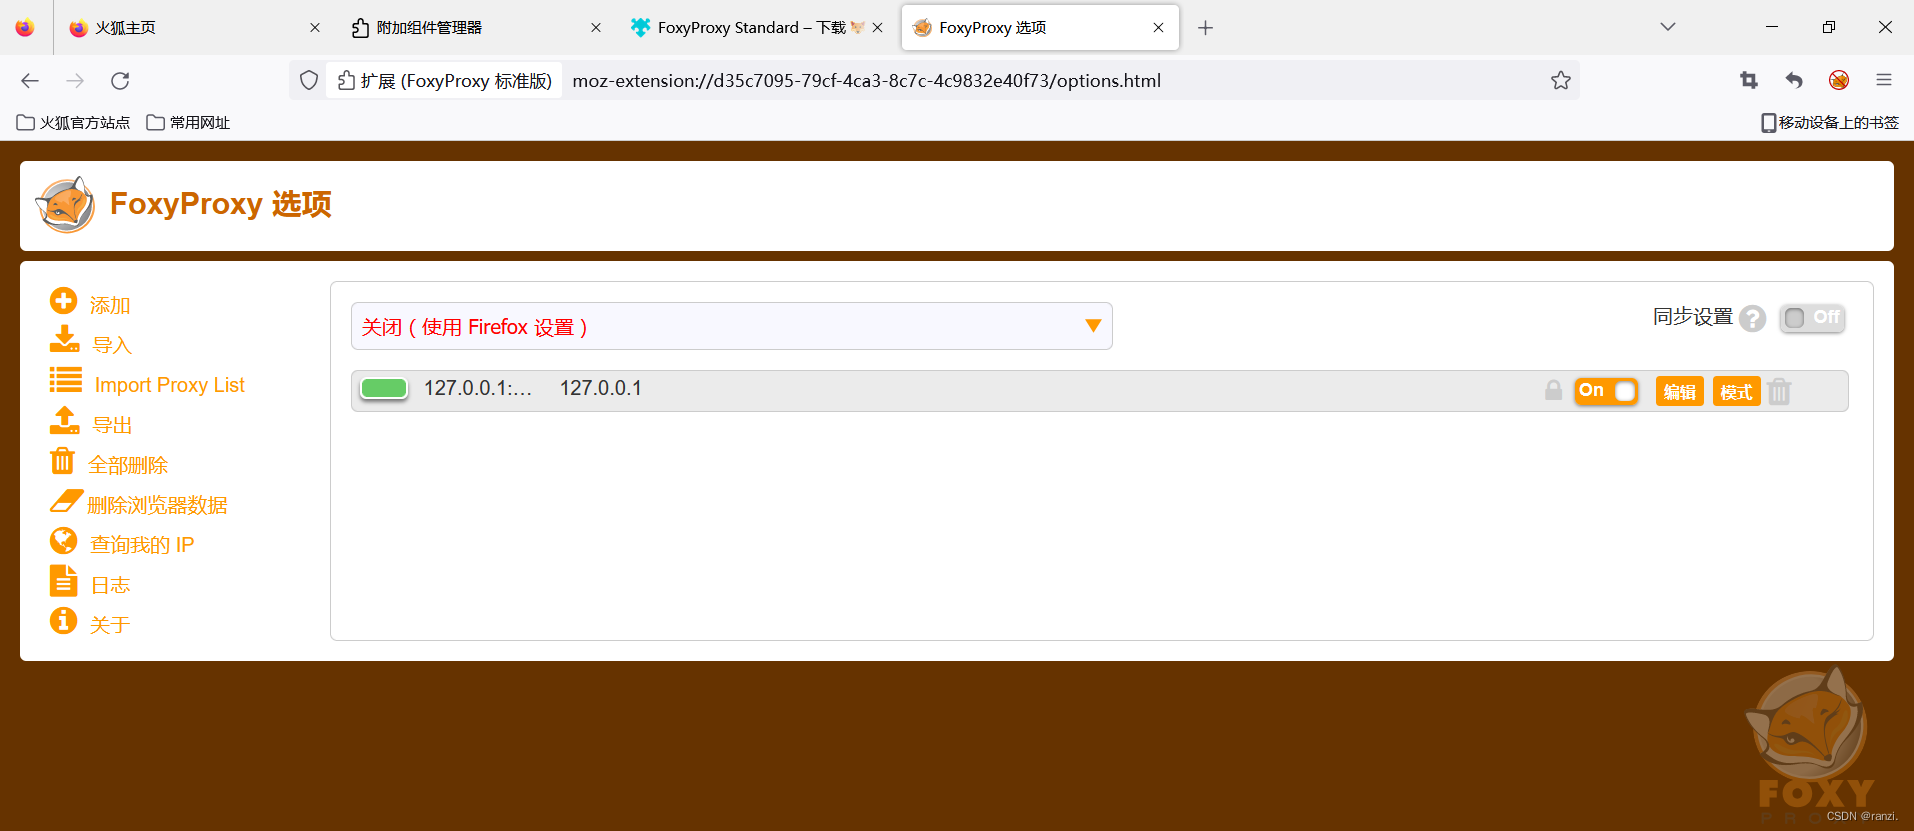 火狐主页
附加组件管理器
FoxyProxy Standard – 下载
FoxyProxy 选项
扩展 (FoxyProxy 标准版)
moz-extension://d35c7095-79cf-4ca3-8c7c-4c9832e40f73/options.html
火狐官方站点
常用网址
移动设备上的书签
FoxyProxy 选项
添加
导入
Import Proxy List
导出
全部删除
删除浏览器数据
查询我的 IP
日志
关于
关闭 ( 使用 Firefox 设置 )
同步设置
?
Off
127.0.0.1:…
127.0.0.1
On
编辑
模式
FOXY
CSDN @ranzi.